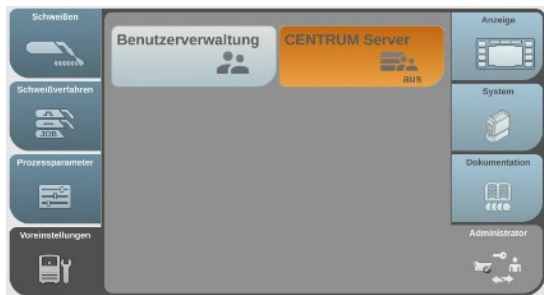 Schweißen
Schweißverfahren
JOB
Prozessparameter
Voreinstellungen
Benutzerverwaltung
CENTRUM Server
aus
Anzeige
System
Dokumentation
Administrator